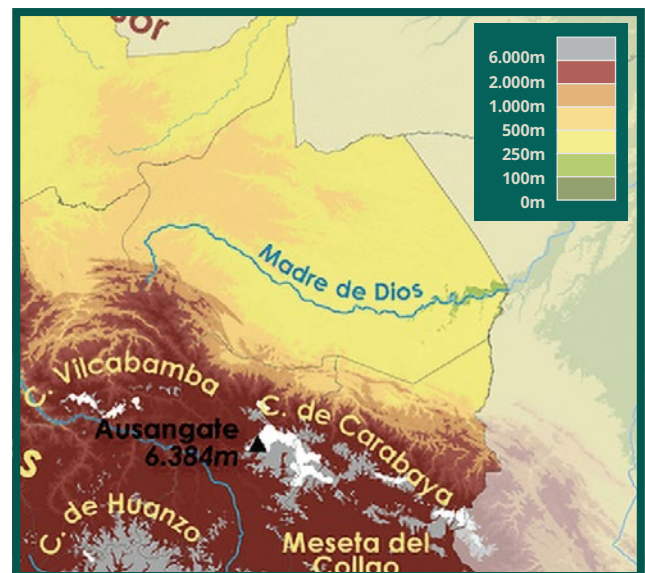 sor
6.000m
2.000m
1.000m
500m
250m
100m
0m
Madre de Dios
C. Vilcabamba
C. de Carabaya
Ausangate
6.384m
s
C. de Huanzo
Meseta del
Collao